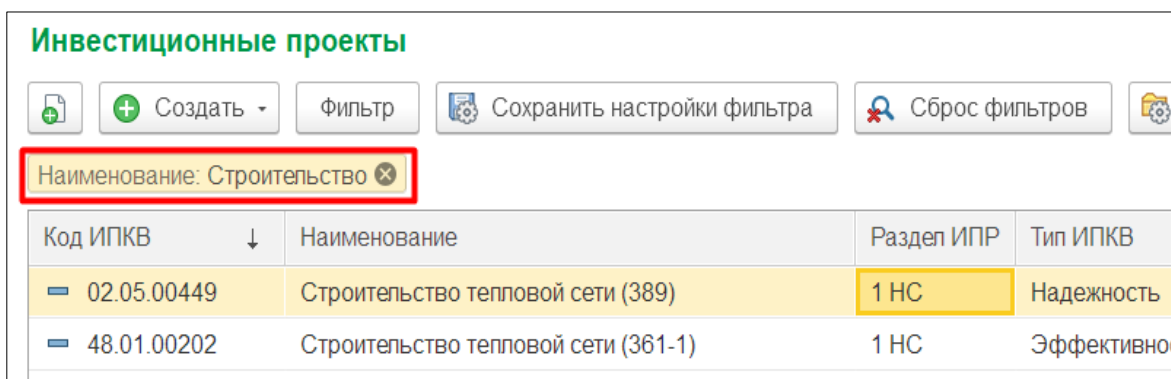 Инвестиционные проекты
Создать Фильтр Сохранить настройки фильтра Сброс фильтров
Наименование: Строительство
Код ИПКВ ↓ Наименование Раздел ИПР Тип ИПКВ
02.05.00449 Строительство тепловой сети (389) 1 НС Надежность
48.01.00202 Строительство тепловой сети (361-1) 1 НС Эффективно